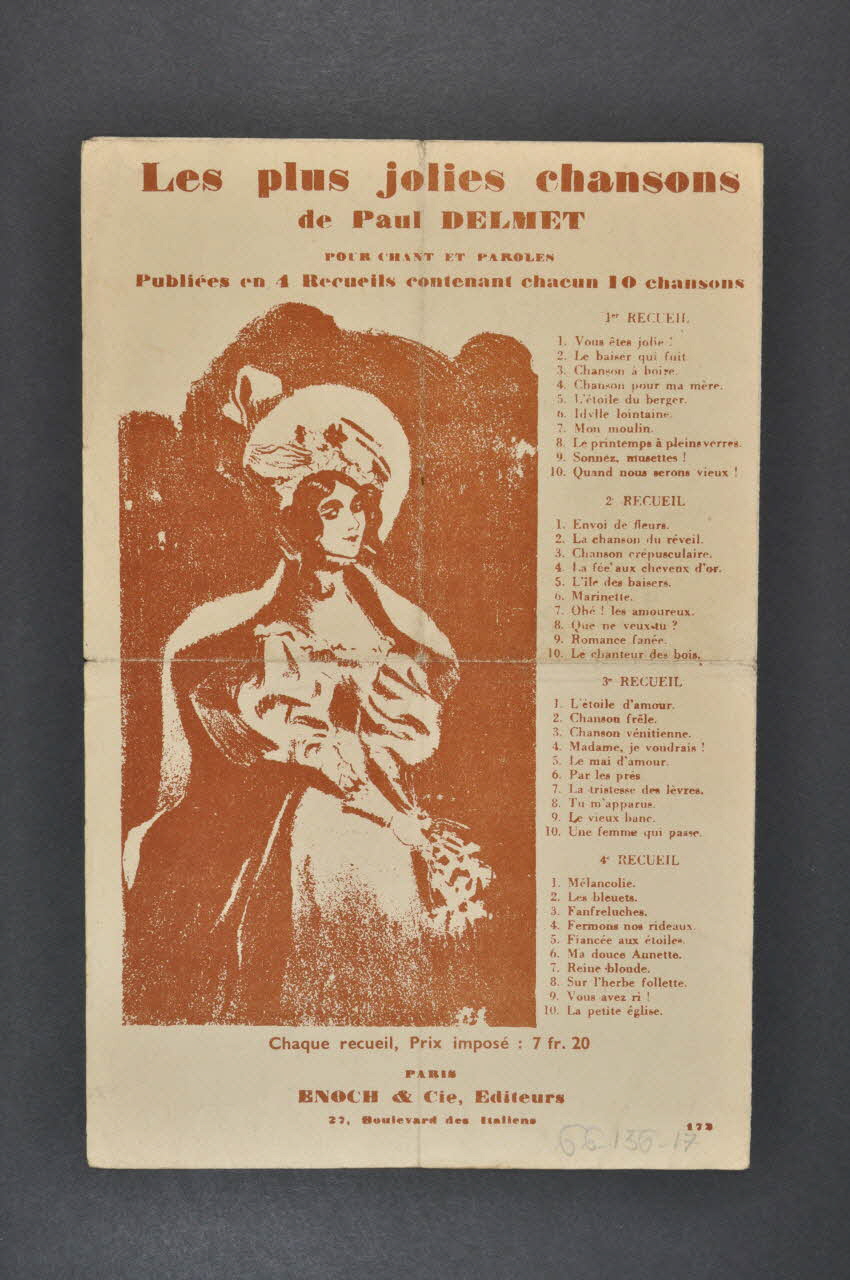 Les plus jolies chansons
de Paul DELMET
POUR CHANT ET PAROLES
Publiées en 4 Recueils contenant chacun 10 chansons
1er RECUEIL
1. Vous êtes jolie !
2. Le baiser qui fuit.
3. Chanson à boire.
4. Chanson pour ma mère.
5. L'étoile du berger.
6. Idylle lointaine.
7. Mon moulin.
8. Le printemps à pleins verres.
9. Sonnez, musettes !
10. Quand nous serons vieux !
2e RECUEIL
1. Envoi de fleurs.
2. La chanson du réveil.
3. Chanson crépusculaire.
4. La fée aux cheveux d'or.
5. L'île des baisers.
6. Marinette.
7. Ohé ! les amoureux.
8. Que ne veux-tu ?
9. Romance fanée.
10. Le chanteur des bois.
3e RECUEIL
1. L'étoile d'amour.
2. Chanson frêle.
3. Chanson vénitienne.
4. Madame, je voudrais !
5. Le mai d'amour.
6. Par les prés
7. La tristesse des lèvres.
8. Tu m'apparus.
9. Le vieux banc.
10. Une femme qui passe.
4e RECUEIL
1. Mélancolie.
2. Les bleuets.
3. Fanfreluches.
4. Fermons nos rideaux.
5. Fiancée aux étoiles.
6. Ma douce Annette.
7. Reine blonde.
8. Sur l'herbe follette.
9. Vous avez ri !
10. La petite église.
Chaque recueil, Prix imposé : 7 fr. 20
PARIS
ENOCH & Cie, Editeurs
27, Boulevard des Italiens
173
66-136-17